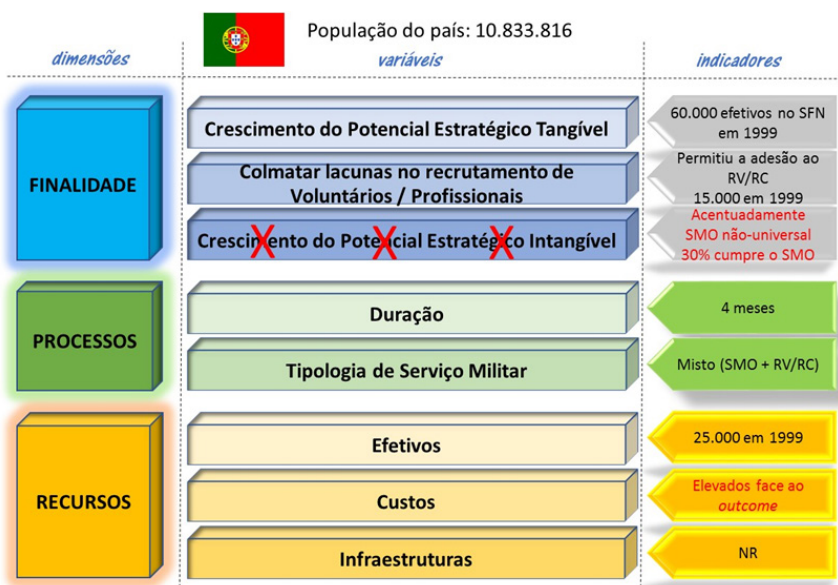 População do país: 10.833.816
dimensões
variáveis
indicadores
FINALIDADE
Crescimento do Potencial Estratégico Tangível
60.000 efetivos no SFN
em 1999
Colmatar lacunas no recrutamento de
Voluntários / Profissionais
Permitiu a adesão ao
RV/RC
15.000 em 1999
Crescimento do Potencial Estratégico Intangível
Acentuadamente
SMO não-universal
30% cumpre o SMO
PROCESSOS
Duração
4 meses
Tipologia de Serviço Militar
Misto (SMO + RV/RC)
RECURSOS
Efetivos
25.000 em 1999
Custos
Elevados face ao
outcome
Infraestruturas
NR